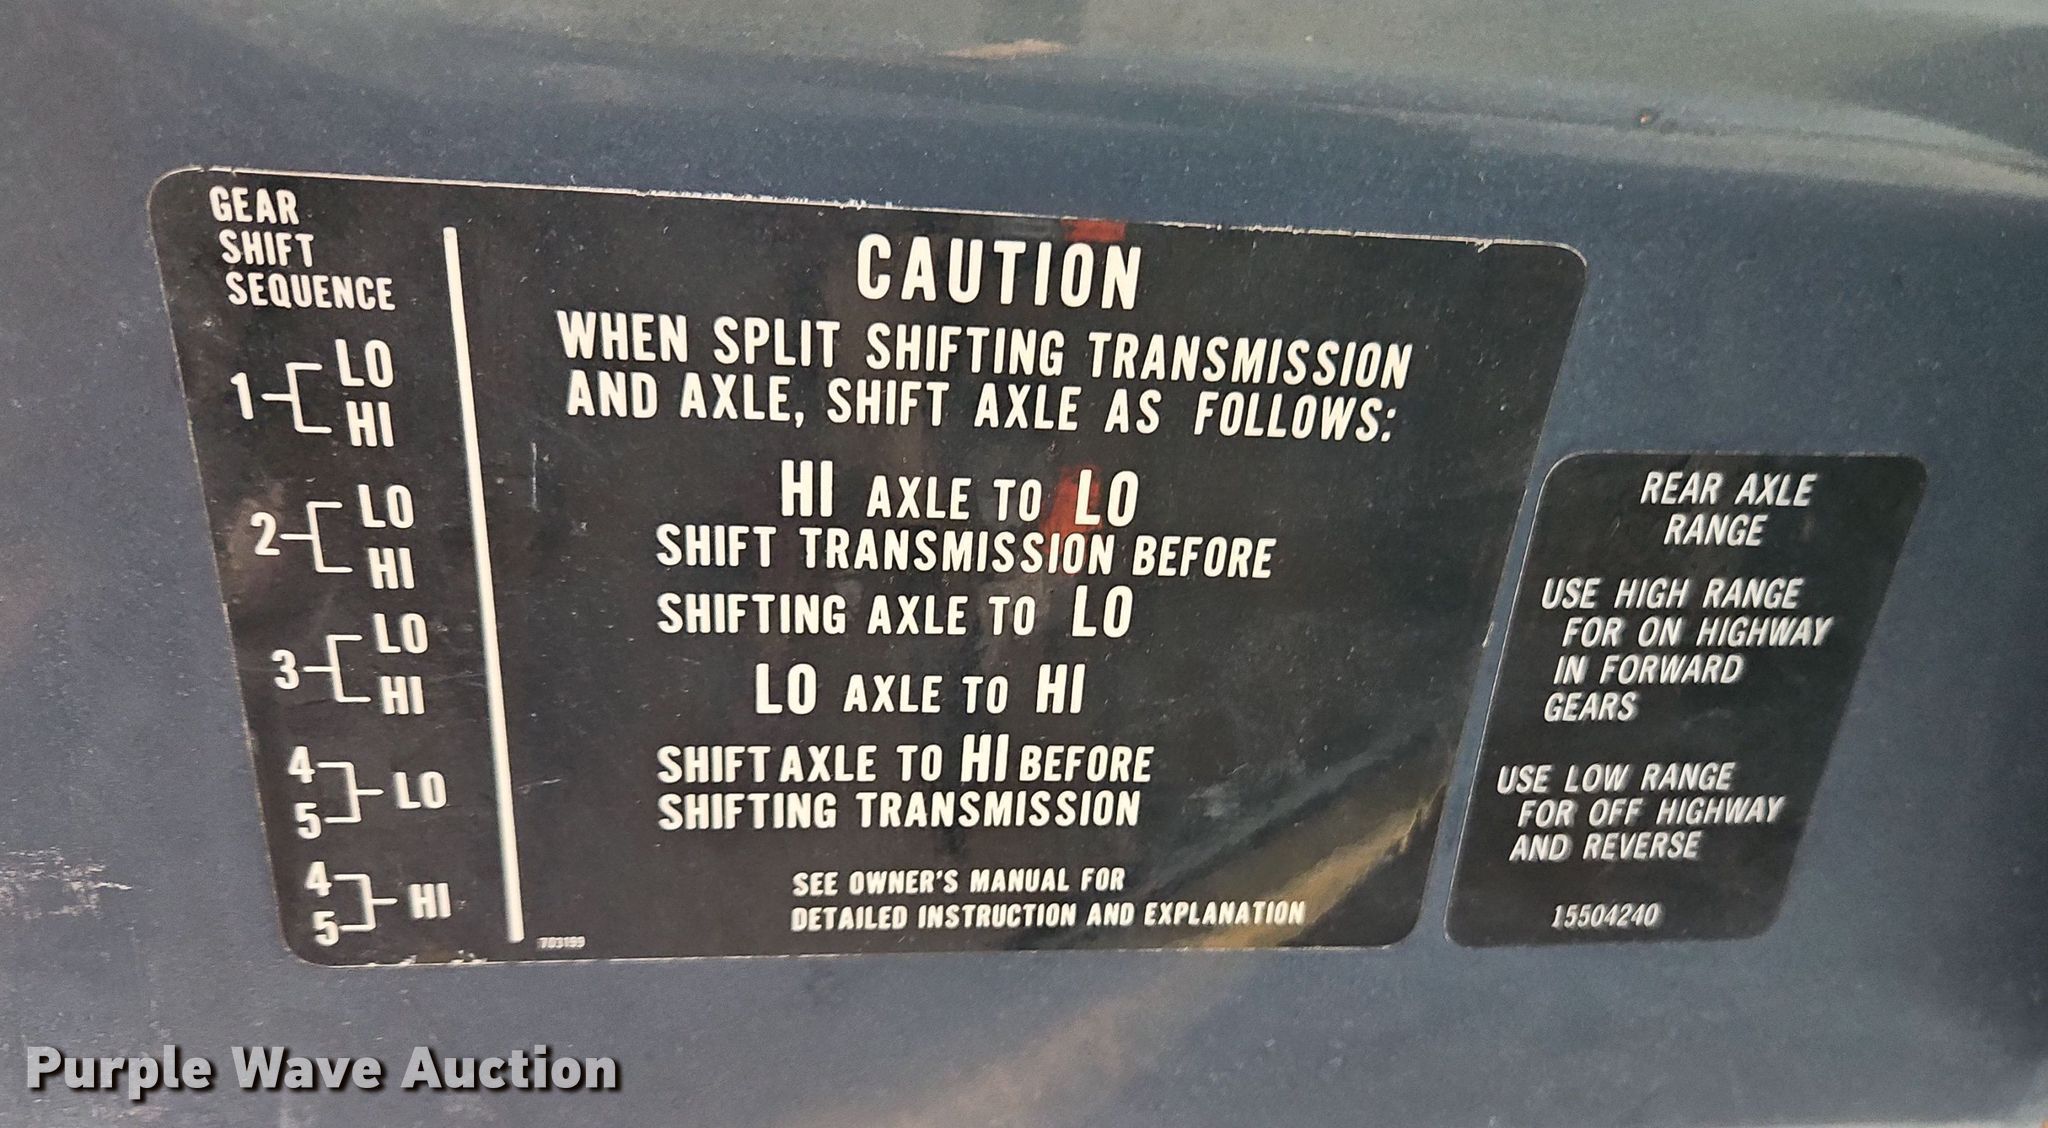 GEAR
SHIFT
SEQUENCE
1 LO
HI
2 LO
HI
3 LO
HI
4
5 LO
4
5 HI
CAUTION
WHEN SPLIT SHIFTING TRANSMISSION
AND AXLE, SHIFT AXLE AS FOLLOWS:
HI AXLE TO LO
SHIFT TRANSMISSION BEFORE
SHIFTING AXLE TO LO
LO AXLE TO HI
SHIFT AXLE TO HI BEFORE
SHIFTING TRANSMISSION
SEE OWNER'S MANUAL FOR
DETAILED INSTRUCTION AND EXPLANATION
703199
REAR AXLE
RANGE
USE HIGH RANGE
FOR ON HIGHWAY
IN FORWARD
GEARS
USE LOW RANGE
FOR OFF HIGHWAY
AND REVERSE
15504240
Purple Wave Auction